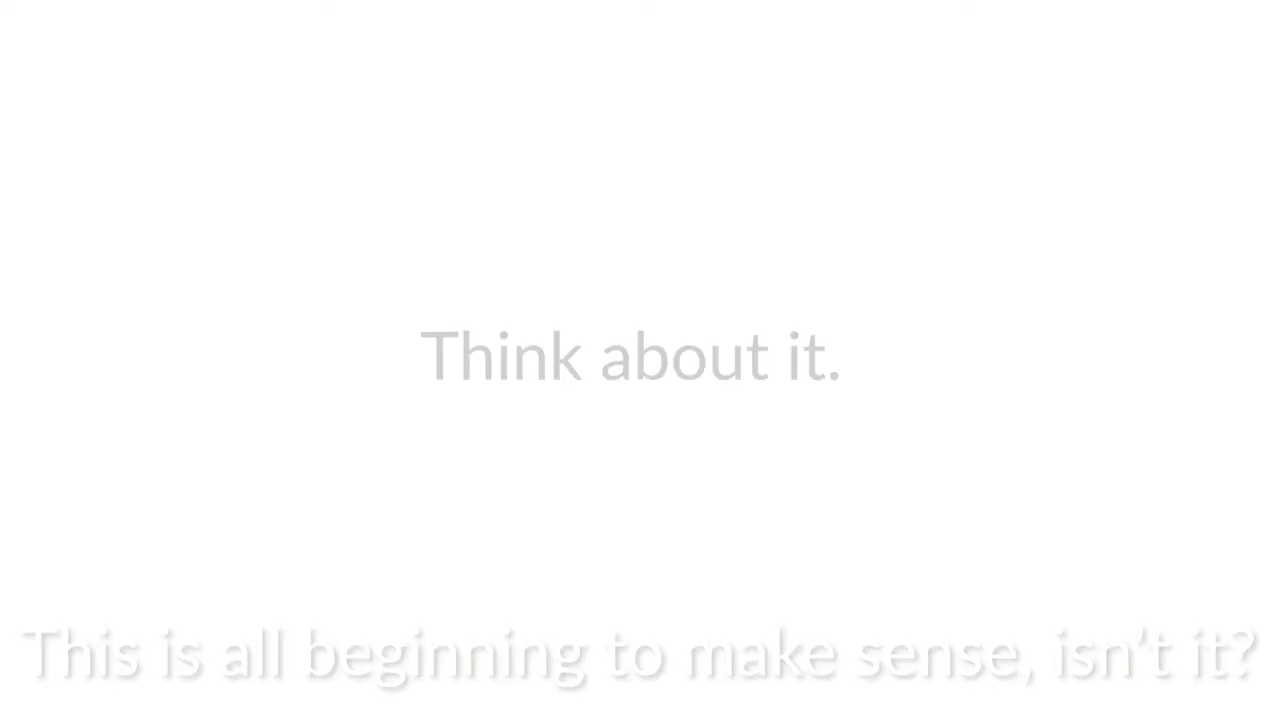 Think about it.
This is all beginning to make sense, isn't it?